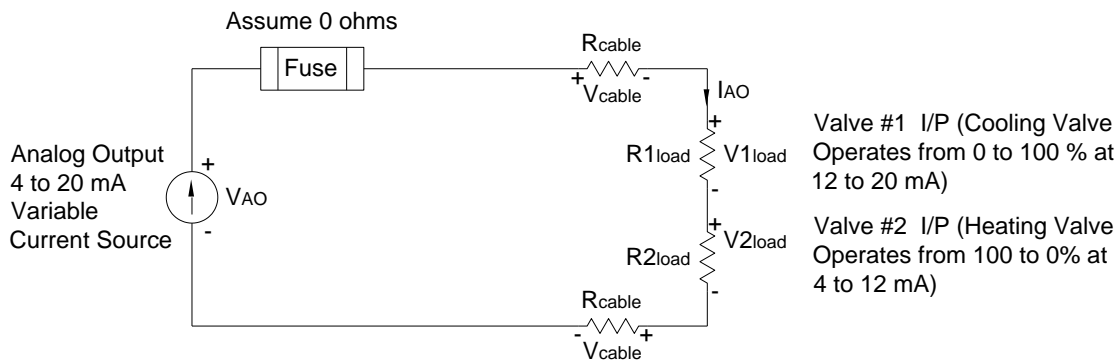 Assume 0 ohms
Fuse
Rcable
+ -
Vcable
IAO
Analog Output
4 to 20 mA
Variable
Current Source
+
VAO
-
+
R1load
V1load
-
Valve #1 I/P (Cooling Valve
Operates from 0 to 100 % at
12 to 20 mA)
+
R2load
V2load
-
Valve #2 I/P (Heating Valve
Operates from 100 to 0% at
4 to 12 mA)
Rcable
- +
Vcable